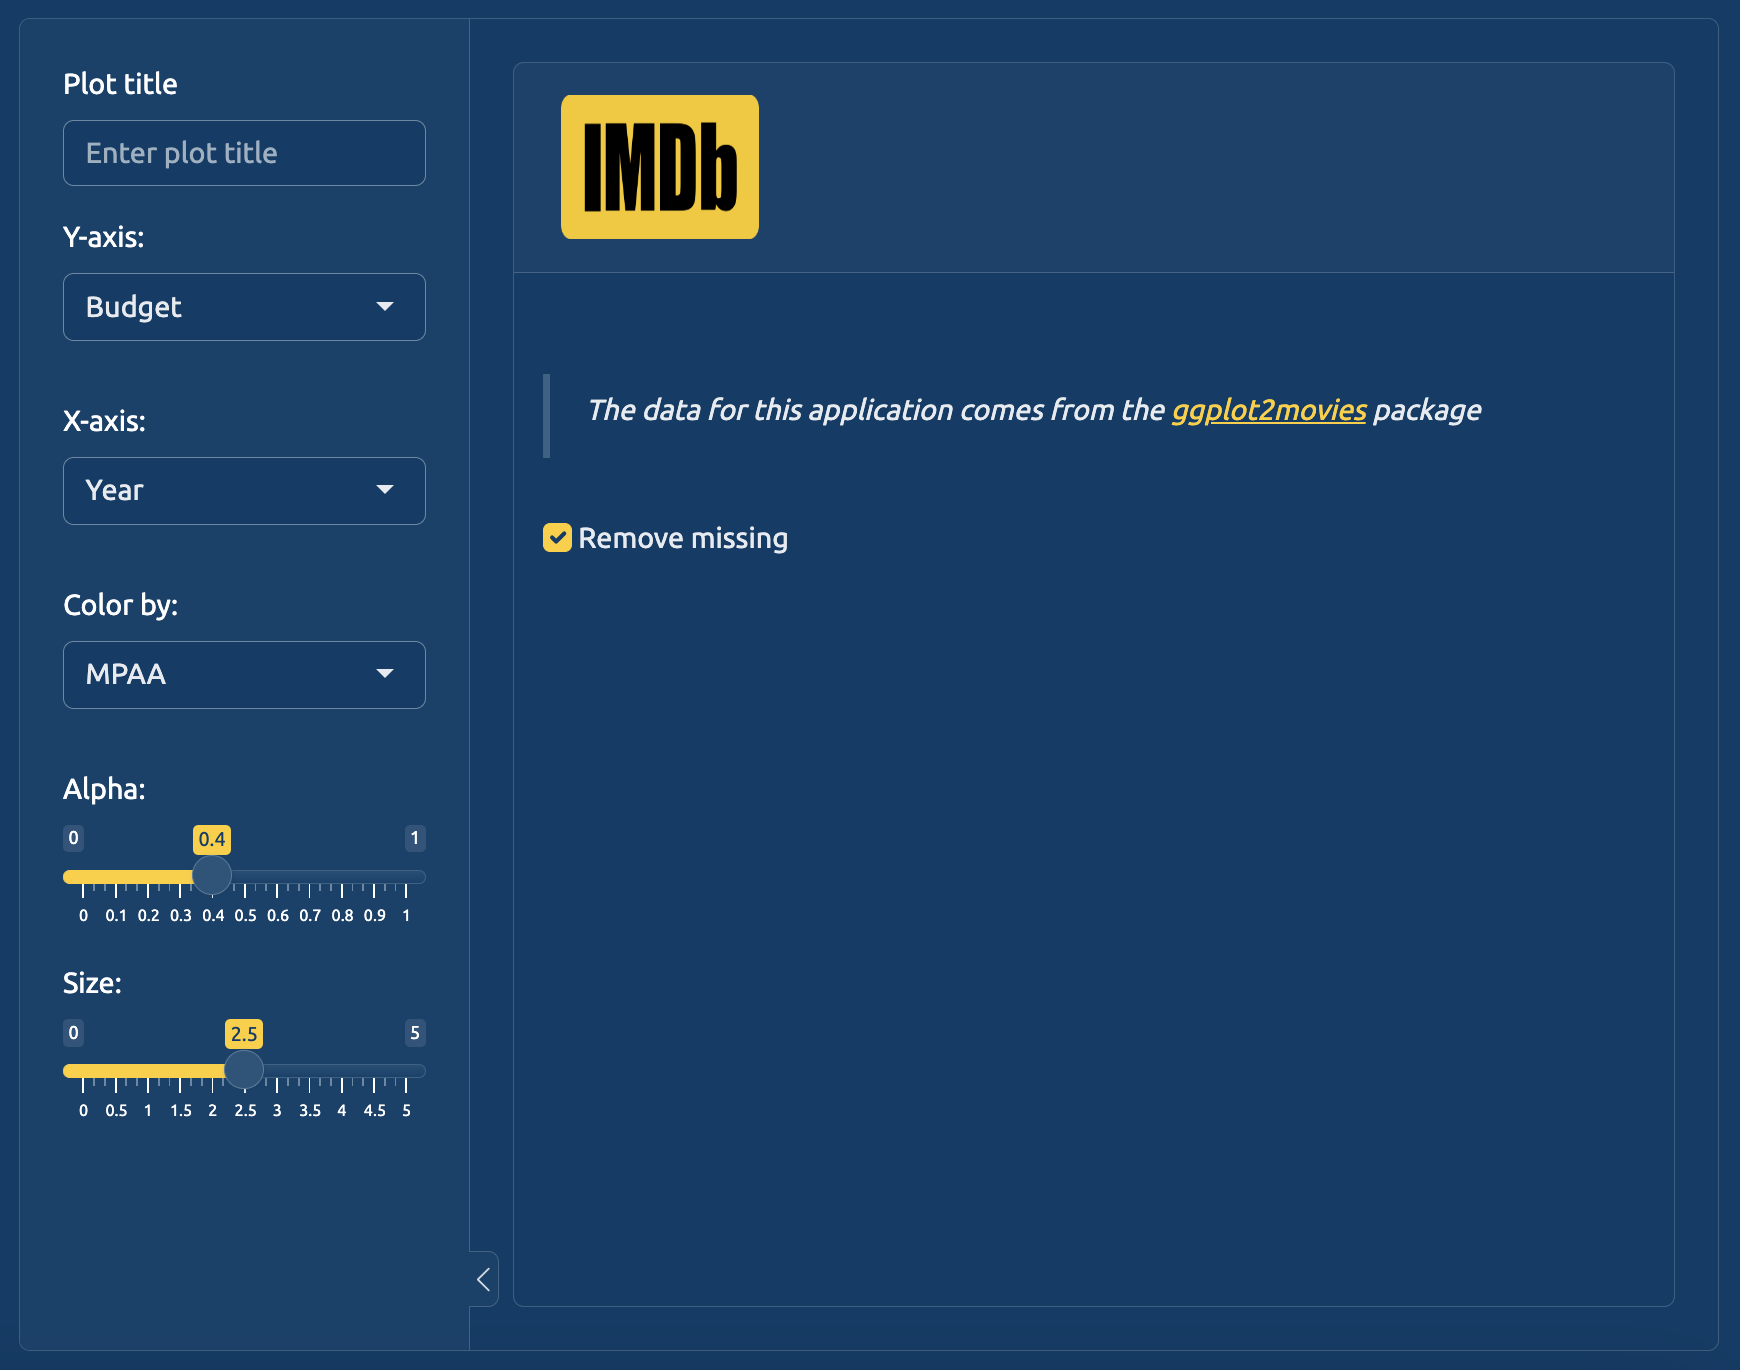 Plot title
Enter plot title
Y-axis:
Budget
X-axis:
Year
Color by:
MPAA
Alpha:
0 0.4 1
0 0.1 0.2 0.3 0.4 0.5 0.6 0.7 0.8 0.9 1
Size:
0 2.5 5
0 0.5 1 1.5 2 2.5 3 3.5 4 4.5 5
IMDb
The data for this application comes from the ggplot2movies package
Remove missing